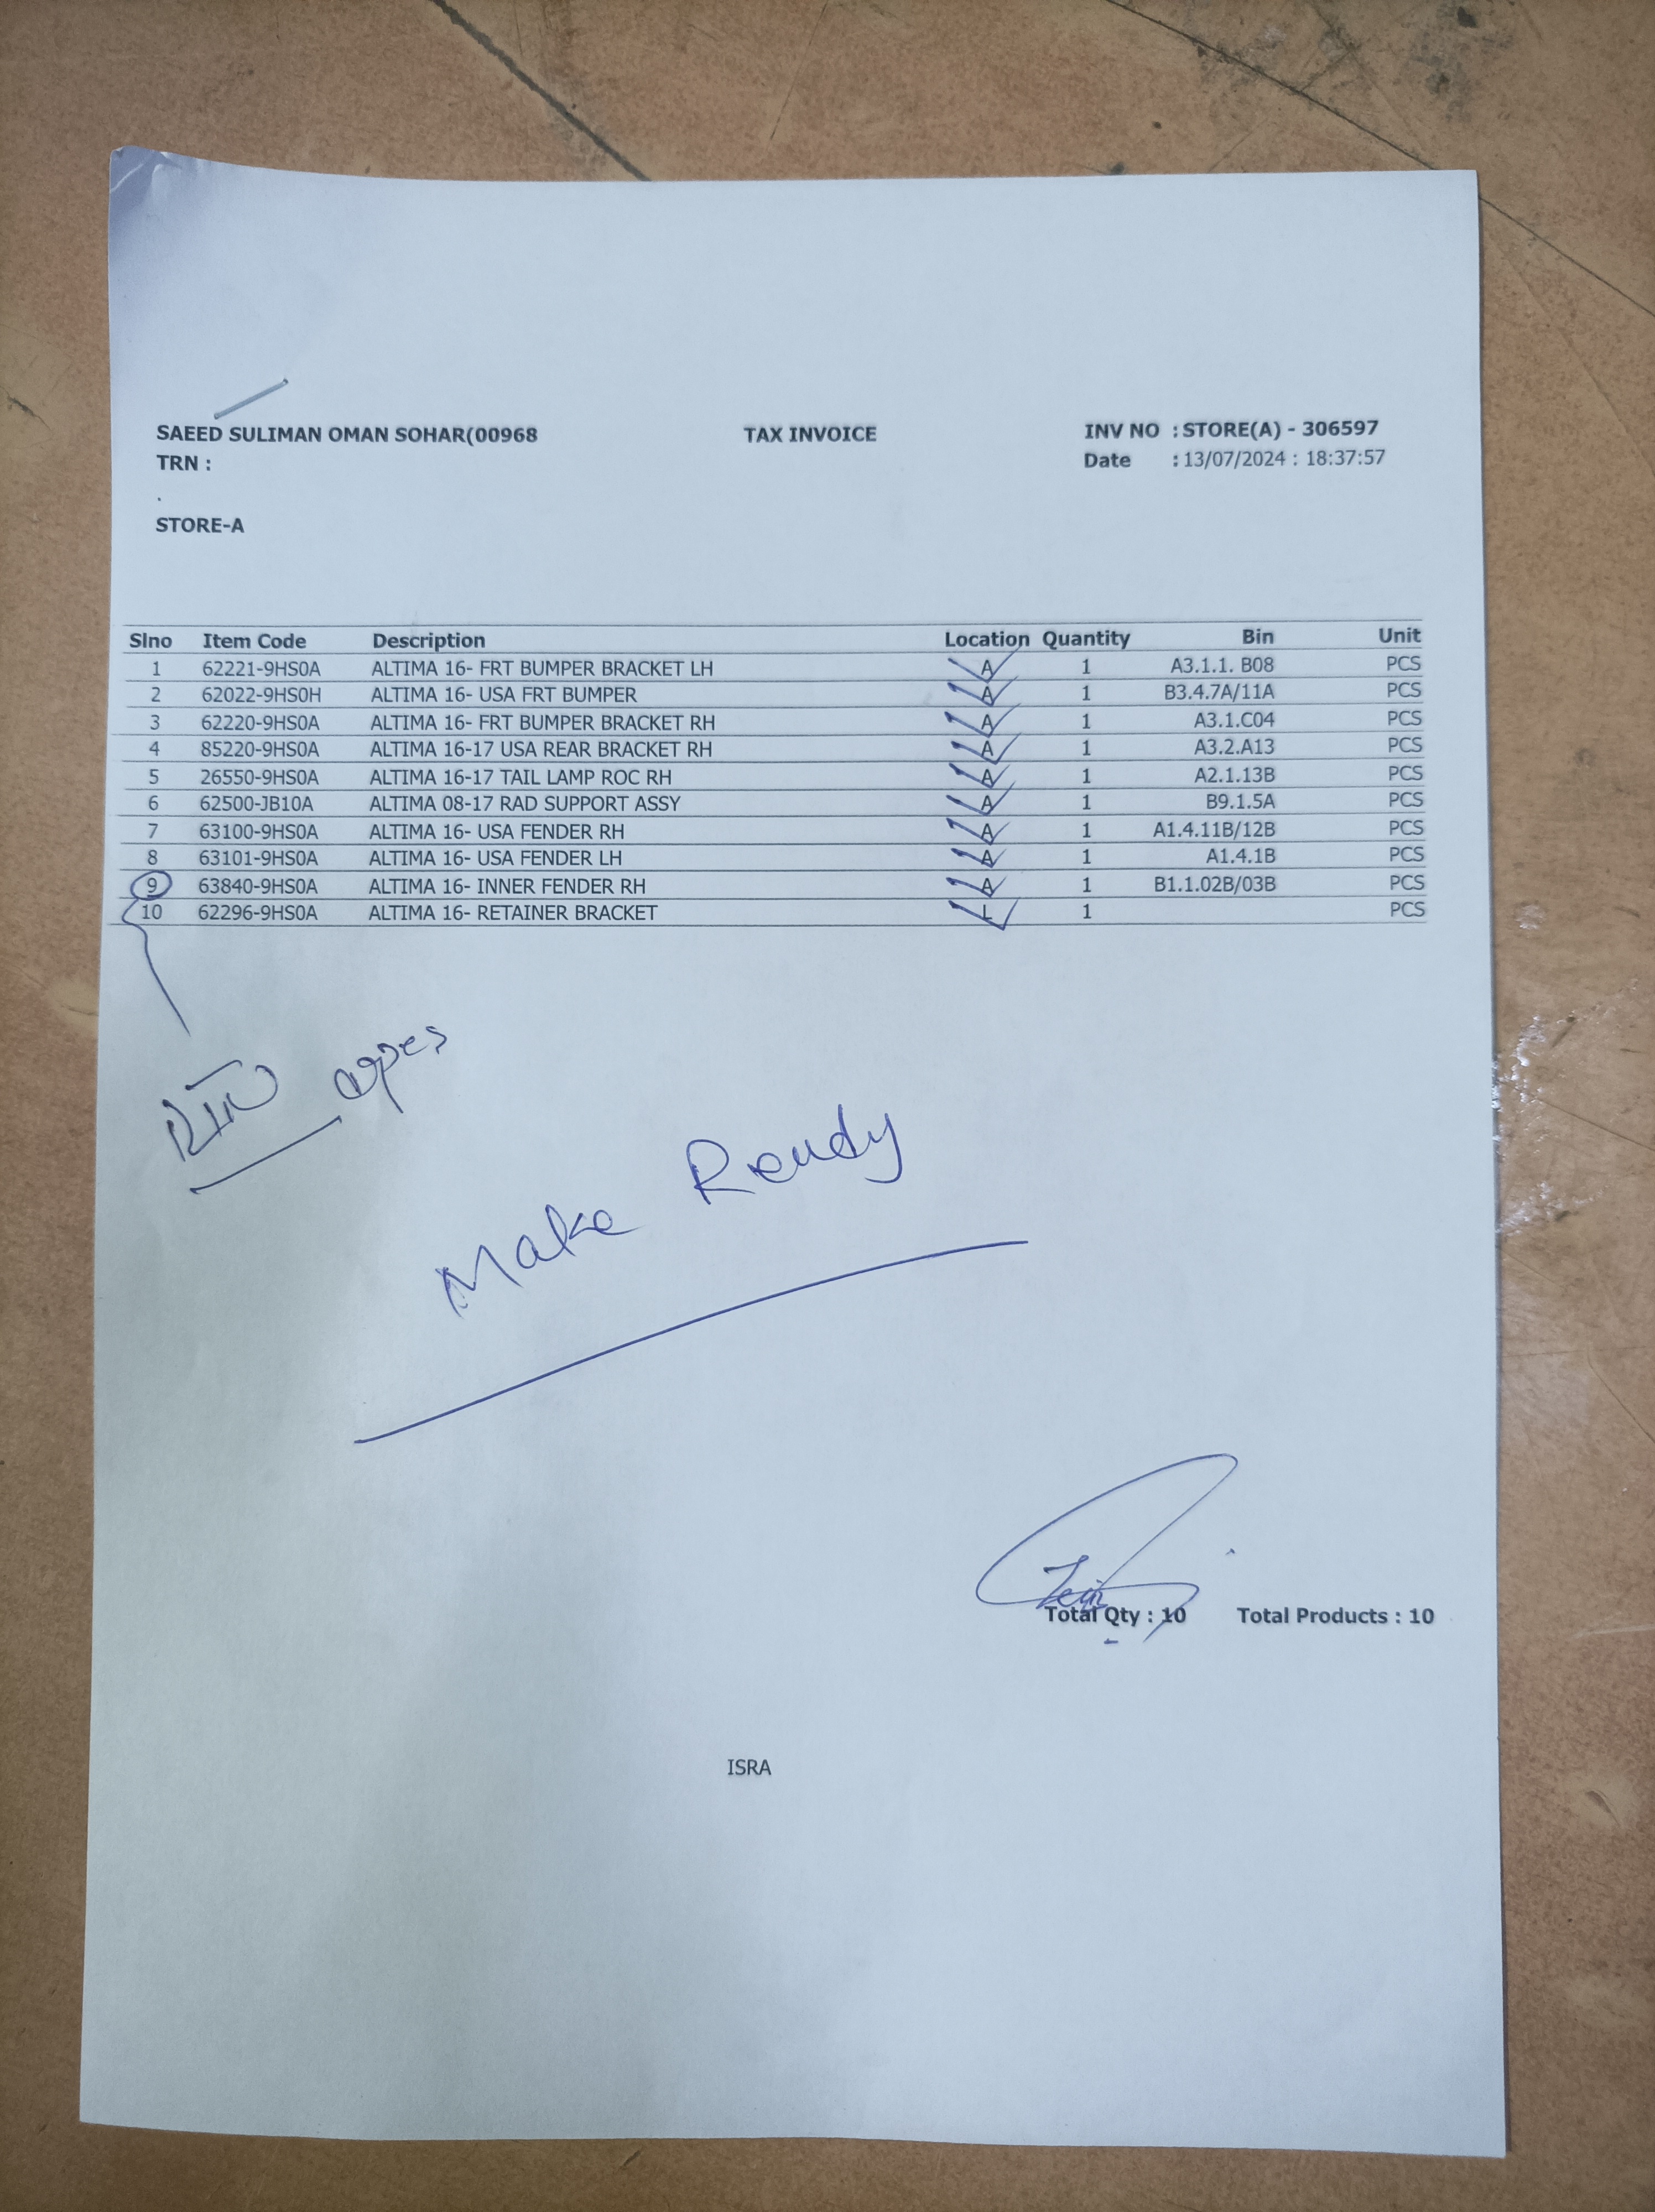 SAEED SULIMAN OMAN SOHAR(00968 TAX INVOICE INV NO : STORE(A) - 306597
TRN : Date : 13/07/2024 : 18:37:57
.
STORE-A
Slno Item Code Description Location Quantity Bin Unit
1 62221-9HS0A ALTIMA 16- FRT BUMPER BRACKET LH A 1 A3.1.1. B08 PCS
2 62022-9HS0H ALTIMA 16- USA FRT BUMPER A 1 B3.4.7A/11A PCS
3 62220-9HS0A ALTIMA 16- FRT BUMPER BRACKET RH A 1 A3.1.C04 PCS
4 85220-9HS0A ALTIMA 16-17 USA REAR BRACKET RH A 1 A3.2.A13 PCS
5 26550-9HS0A ALTIMA 16-17 TAIL LAMP ROC RH A 1 A2.1.13B PCS
6 62500-JB10A ALTIMA 08-17 RAD SUPPORT ASSY A 1 B9.1.5A PCS
7 63100-9HS0A ALTIMA 16- USA FENDER RH A 1 A1.4.11B/12B PCS
8 63101-9HS0A ALTIMA 16- USA FENDER LH A 1 A1.4.1B PCS
9 63840-9HS0A ALTIMA 16- INNER FENDER RH A 1 B1.1.02B/03B PCS
10 62296-9HS0A ALTIMA 16- RETAINER BRACKET L 1 PCS
Make Ready
Total Qty : 10 Total Products : 10
ISRA